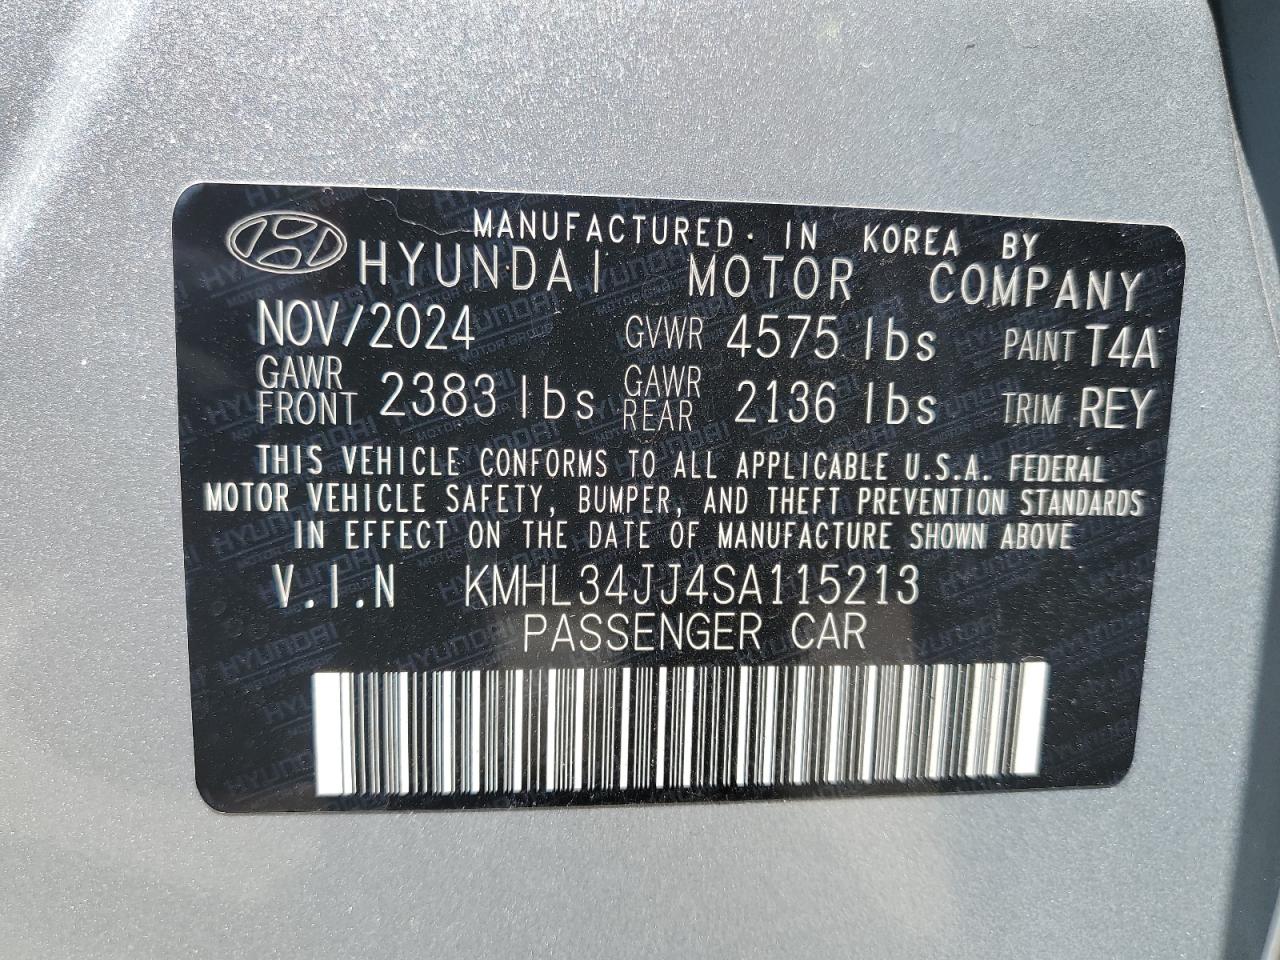 MANUFACTURED IN KOREA BY
HYUNDAI MOTOR COMPANY
NOV/2024 GVWR 4575 lbs PAINT T4A
GAWR FRONT 2383 lbs GAWR REAR 2136 lbs TRIM REY
THIS VEHICLE CONFORMS TO ALL APPLICABLE U.S.A. FEDERAL
MOTOR VEHICLE SAFETY, BUMPER, AND THEFT PREVENTION STANDARDS
IN EFFECT ON THE DATE OF MANUFACTURE SHOWN ABOVE
V.I.N KMHL34JJ4SA115213
PASSENGER CAR